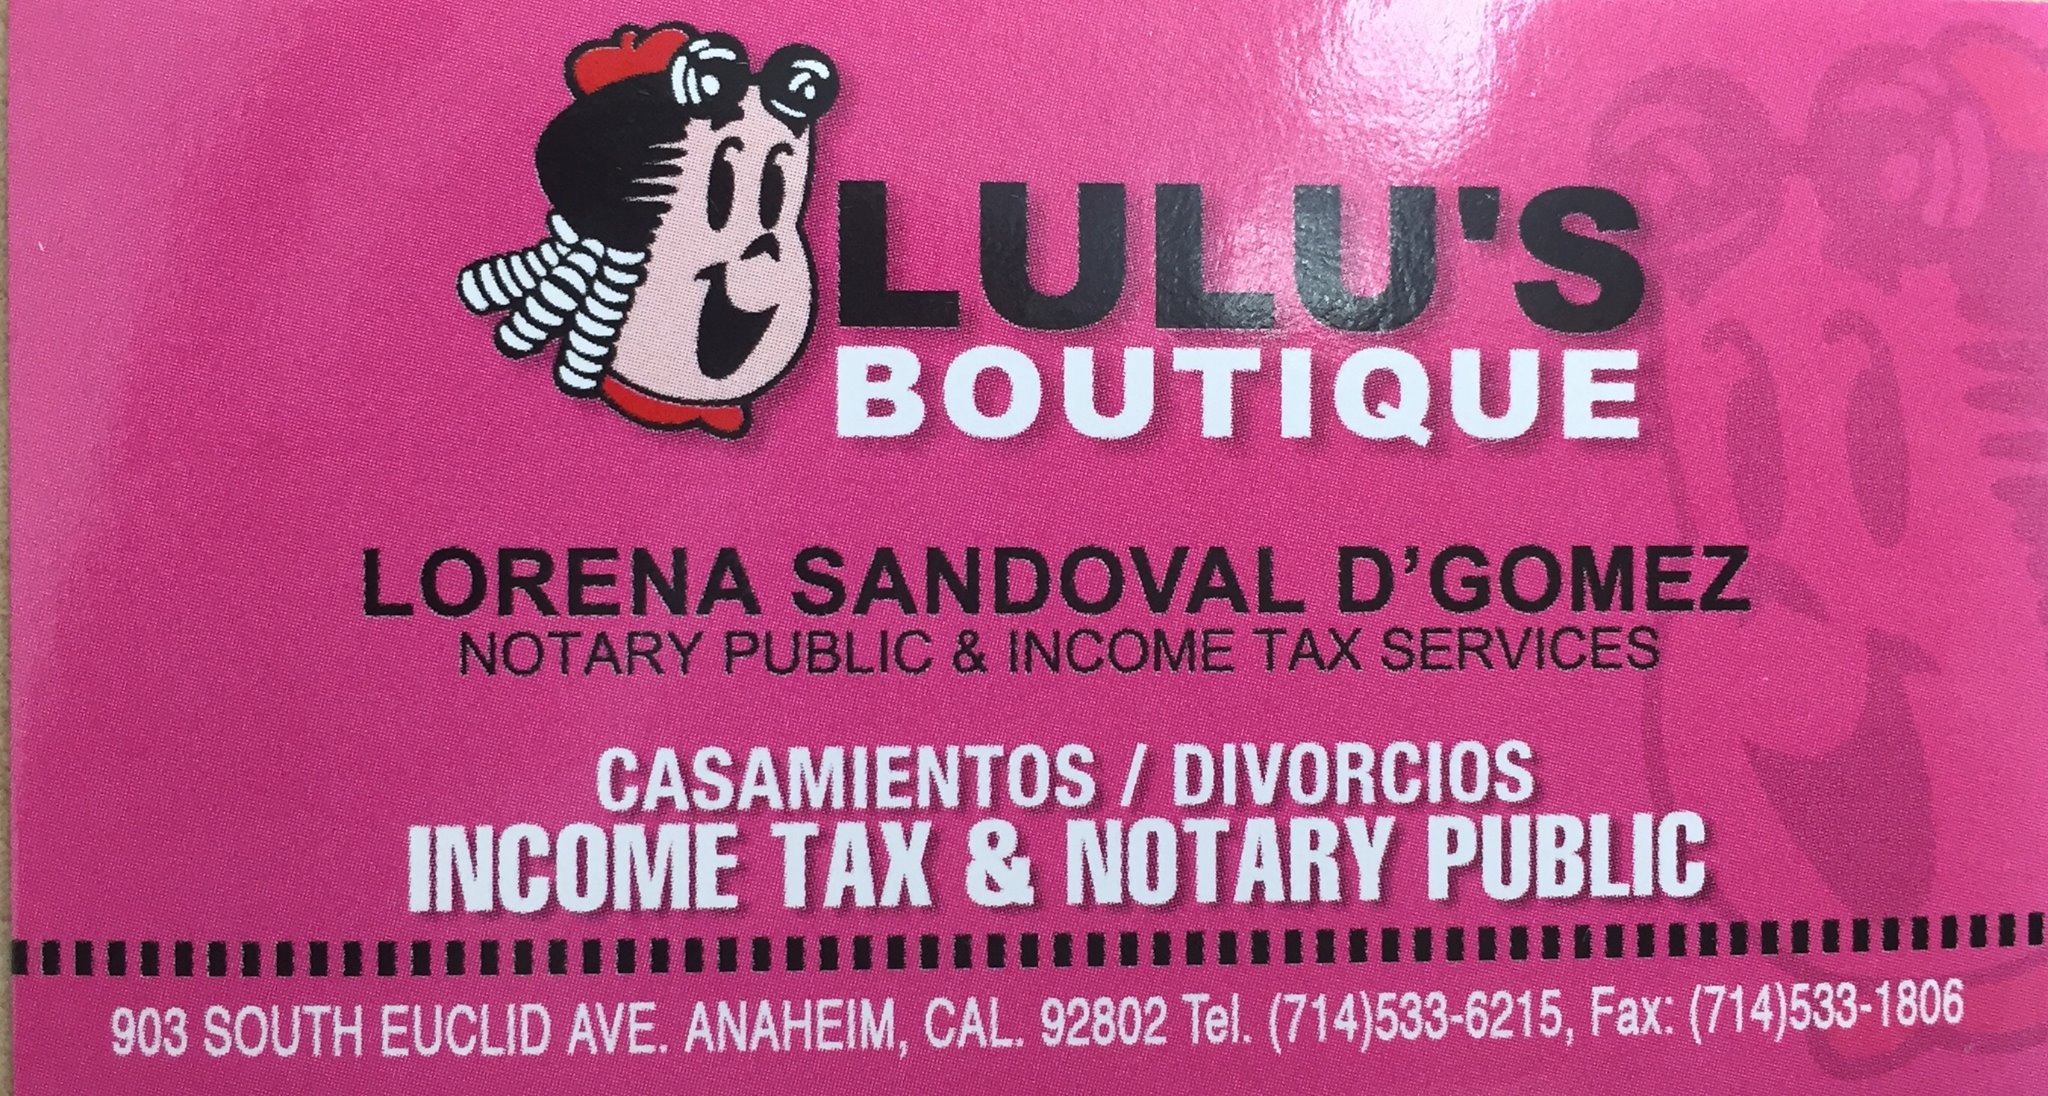 LULU'S
BOUTIQUE
LORENA SANDOVAL D’GOMEZ
NOTARY PUBLIC & INCOME TAX SERVICES
CASAMIENTOS / DIVORCIOS
INCOME TAX & NOTARY PUBLIC
903 SOUTH EUCLID AVE. ANAHEIM, CAL. 92802 Tel. (714)533-6215, Fax: (714)533-1806